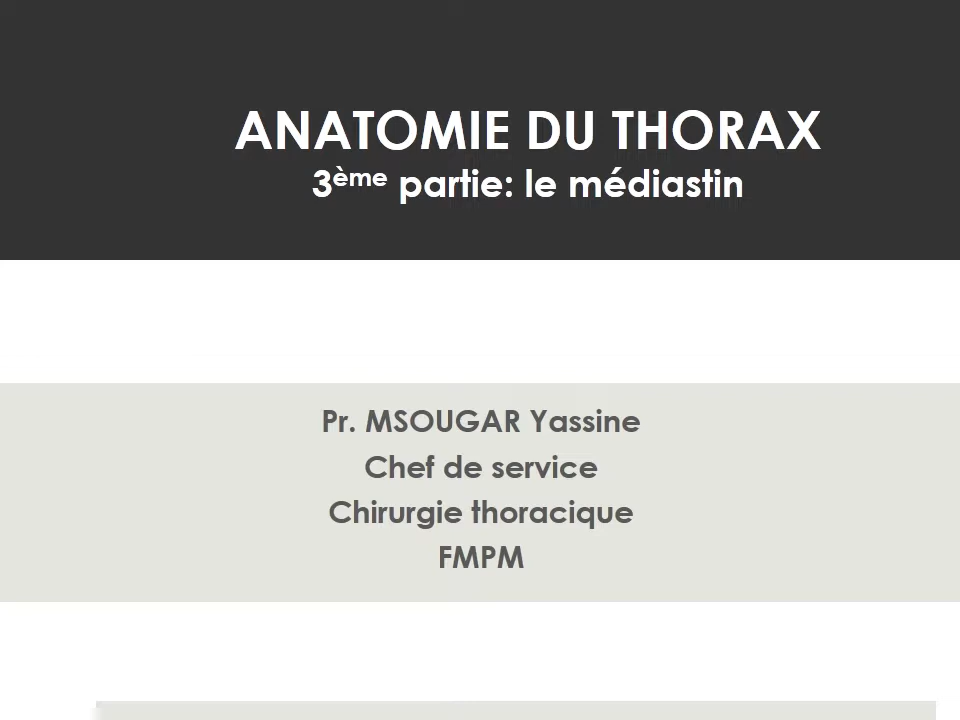 ANATOMIE DU THORAX
3ème partie: le médiastin
Pr. MSOUGAR Yassine
Chef de service
Chirurgie thoracique
FMPM